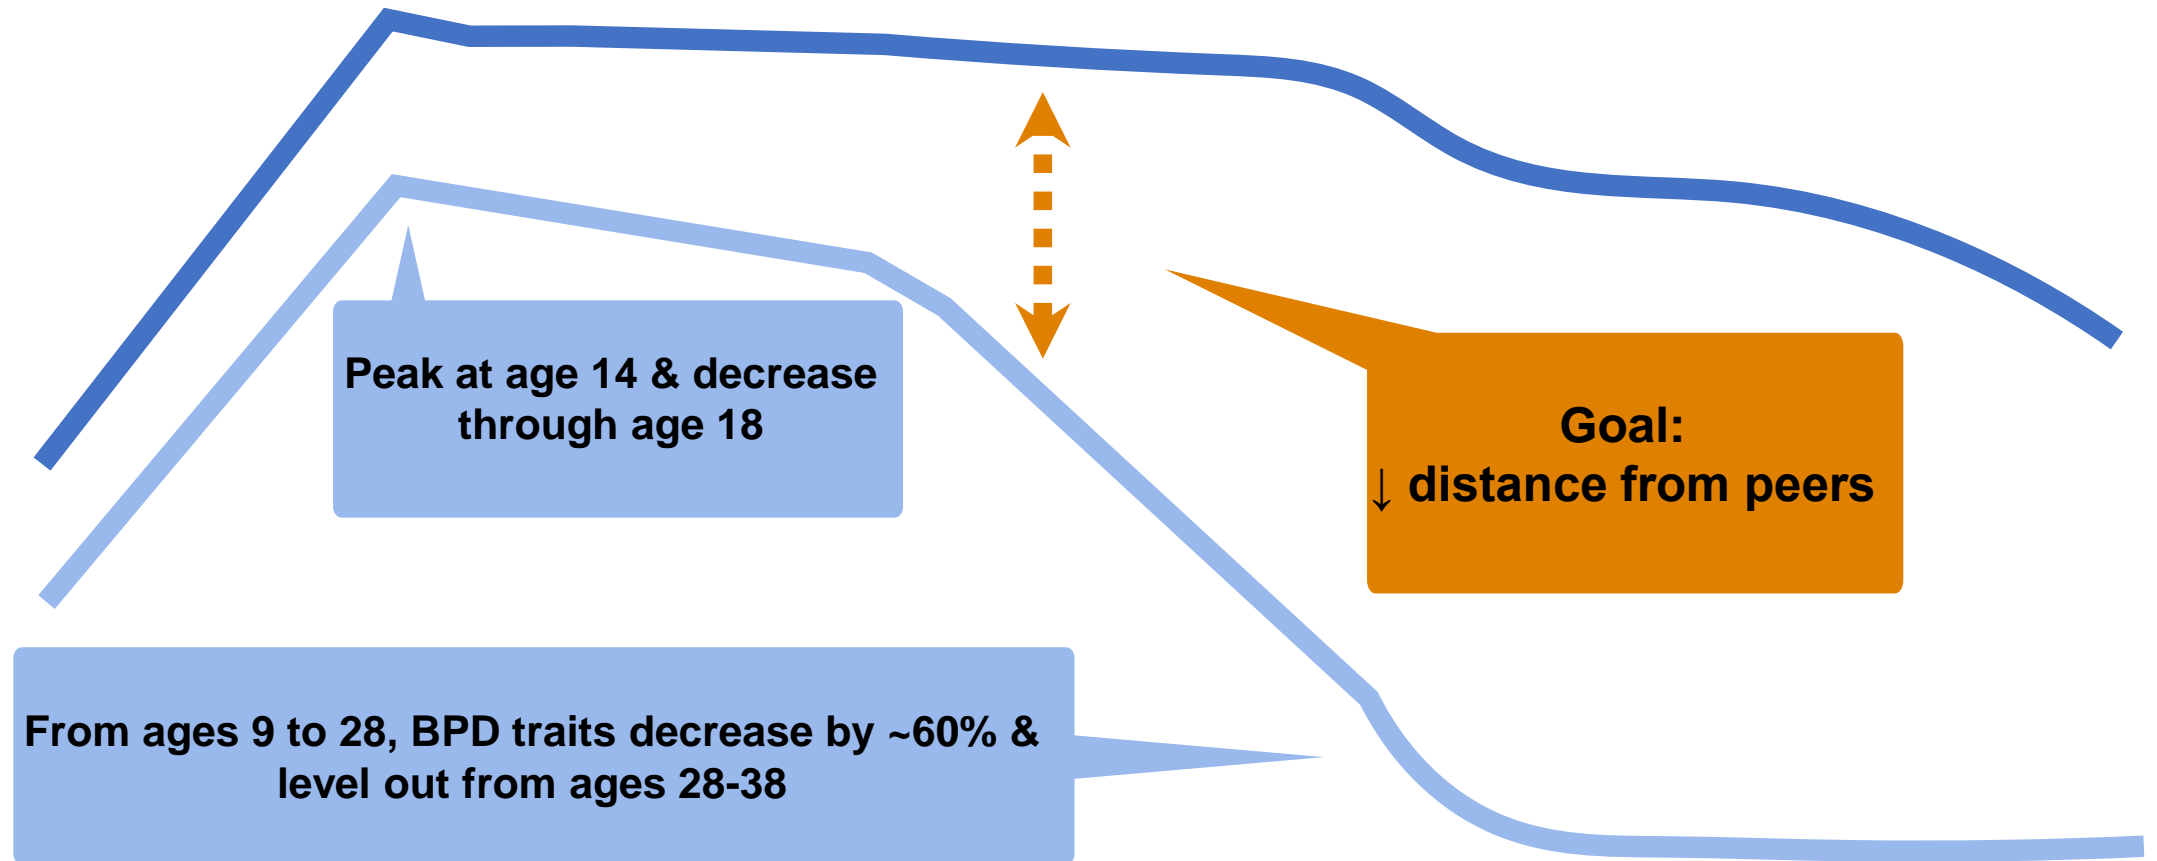 Peak at age 14 & decrease
through age 18
Goal:
↓ distance from peers
From ages 9 to 28, BPD traits decrease by ~60% &
level out from ages 28-38